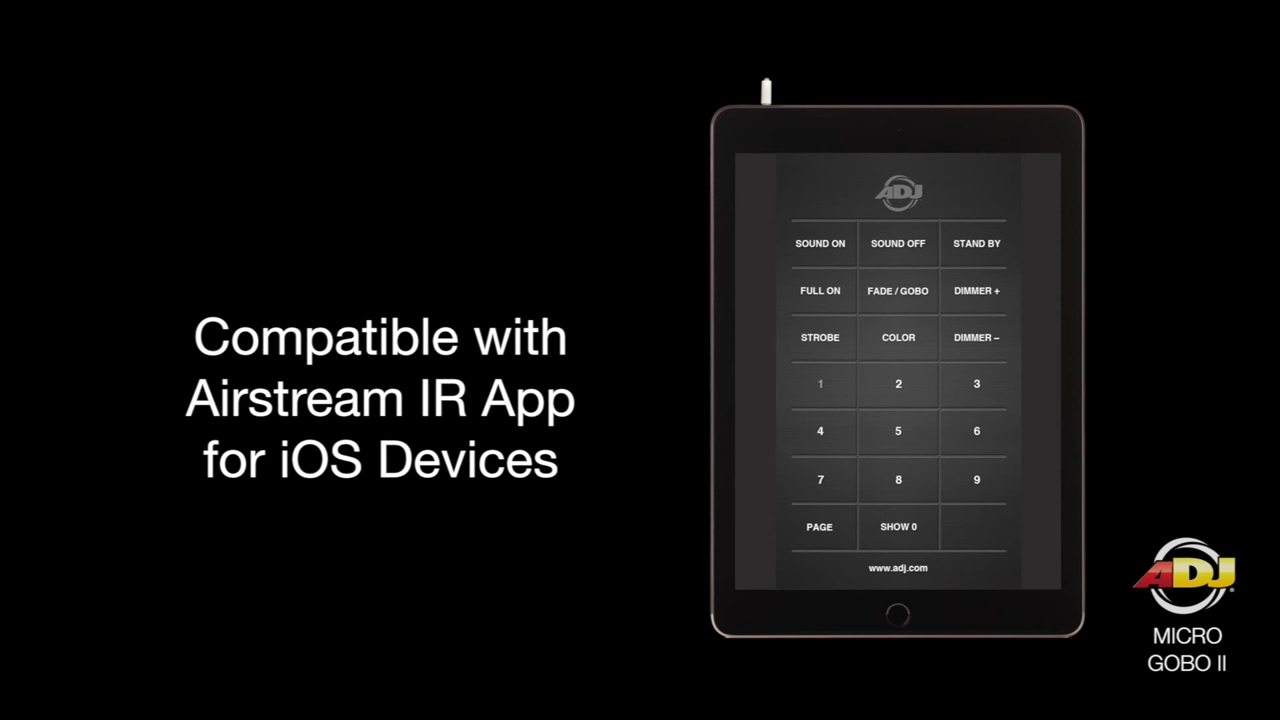 Compatible with
Airstream IR App
for iOS Devices
ADJ
SOUND ON SOUND OFF STAND BY
FULL ON FADE / GOBO DIMMER +
STROBE COLOR DIMMER –
1 2 3
4 5 6
7 8 9
PAGE SHOW 0
www.adj.com
ADJ
MICRO
GOBO II